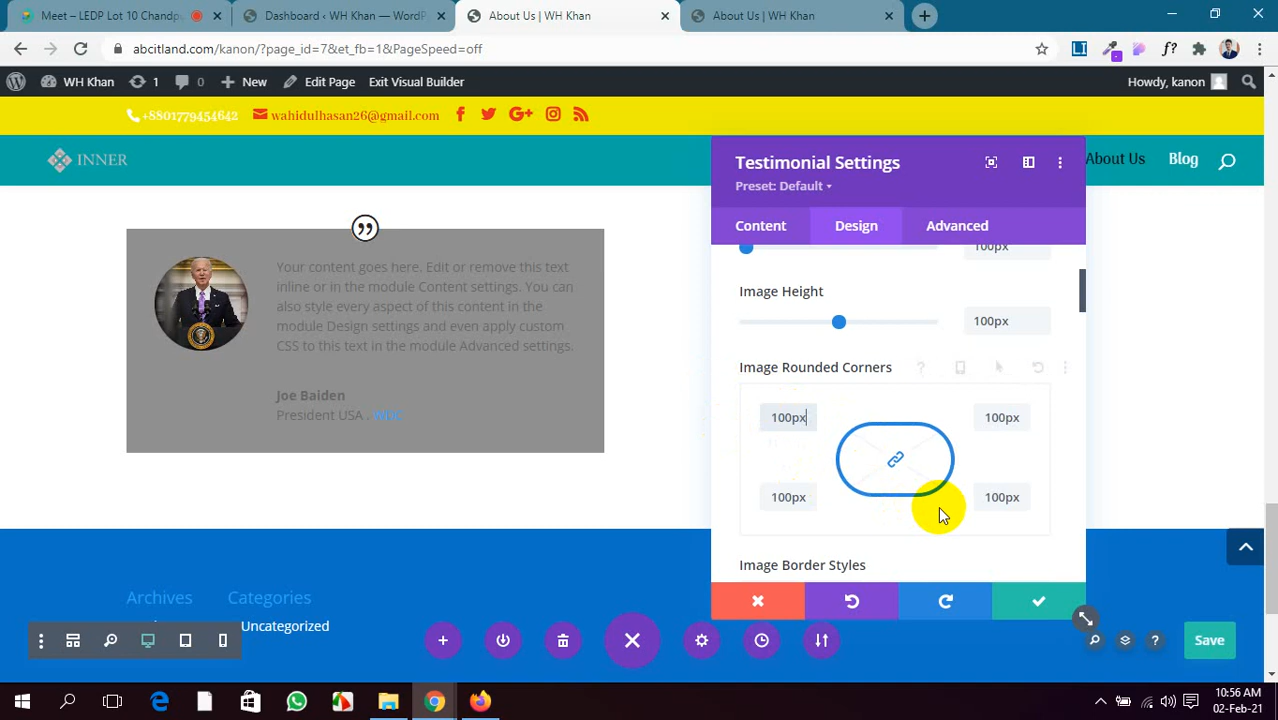 Meet – LEDP Lot 10 Chandpu
Dashboard ‹ WH Khan — WordP
About Us | WH Khan
About Us | WH Khan
abcitland.com/kanon/?page_id=7&et_fb=1&PageSpeed=off
WH Khan
1
0
New
Edit Page
Exit Visual Builder
Howdy, kanon
+8801779454642
wahidulhasan26@gmail.com
INNER
About Us
Blog
Testimonial Settings
Preset: Default
Content
Design
Advanced
100px
Your content goes here. Edit or remove this text
inline or in the module Content settings. You can
also style every aspect of this content in the
module Design settings and even apply custom
CSS to this text in the module Advanced settings.
Joe Baiden
President USA ,
Image Height
100px
Image Rounded Corners
100px
100px
100px
100px
Image Border Styles
Archives
Categories
Uncategorized
Save
10:56 AM
02-Feb-21